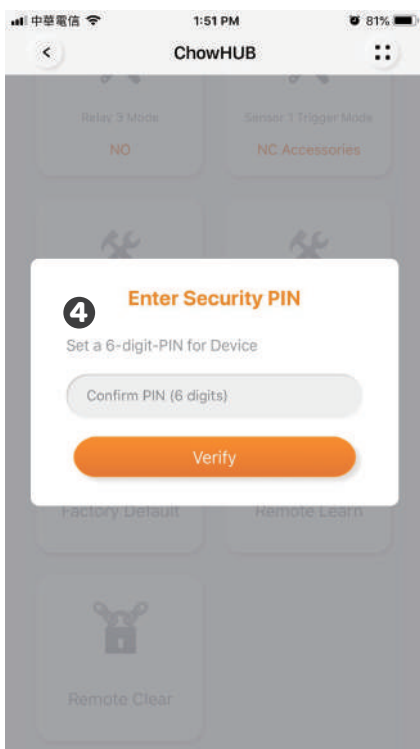 中華電信 1:51 PM 81%
ChowHUB
Relay 3 Mode Sensor 1 Trigger Mode
NO NC Accessories
4 Enter Security PIN
Set a 6-digit-PIN for Device
Confirm PIN (6 digits)
Verify
Factory Default Remote Learn
Remote Clear